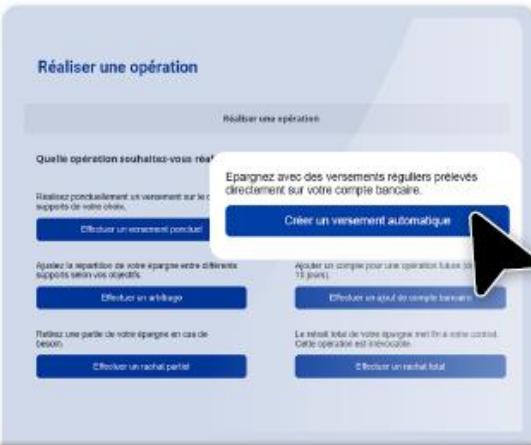 Réaliser une opération
Réaliser une opération
Quelle opération souhaitez-vous
Epargnez avec des versements réguliers prélevés
directement sur votre compte bancaire.
Créer un versement automatique
Réalisez ponctuellement un versement sur le
supports de votre choix.
Effectuer un versement ponctuel
Ajustez la répartition de votre épargne entre différents
supports selon vos objectifs.
Effectuer un arbitrage
Ajouter un compte pour une opération future
10 jours).
Effectuer un ajout de compte bancaire
Retirez une partie de votre épargne en cas de
besoin.
Effectuer un rachat partiel
Le retrait total de votre épargne met fin à votre contrat.
Cette opération est irrévocable.
Effectuer un rachat total